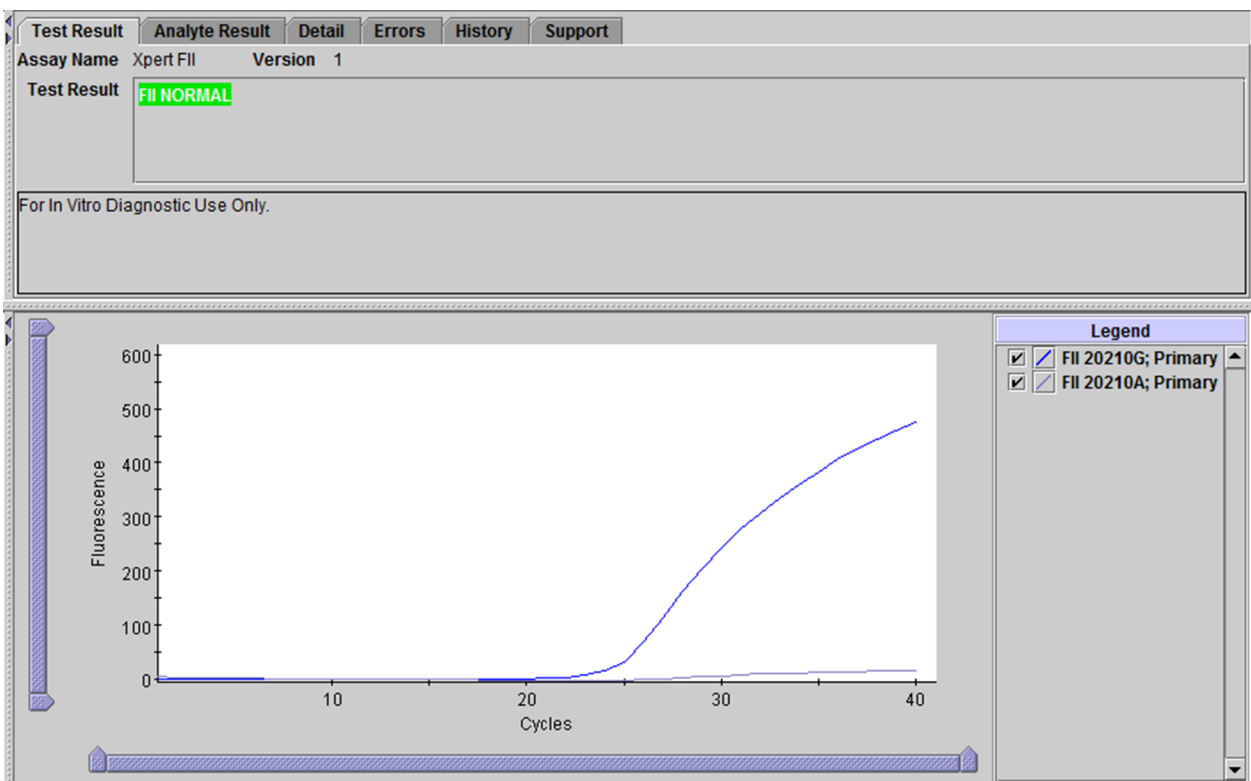 Test Result Analyte Result Detail Errors History Support
Assay Name Xpert FII Version 1
Test Result FII NORMAL
For In Vitro Diagnostic Use Only.
Legend
FII 20210G; Primary
FII 20210A; Primary
600
500
400
300
200
100
0
Fluorescence
10 20 30 40
Cycles